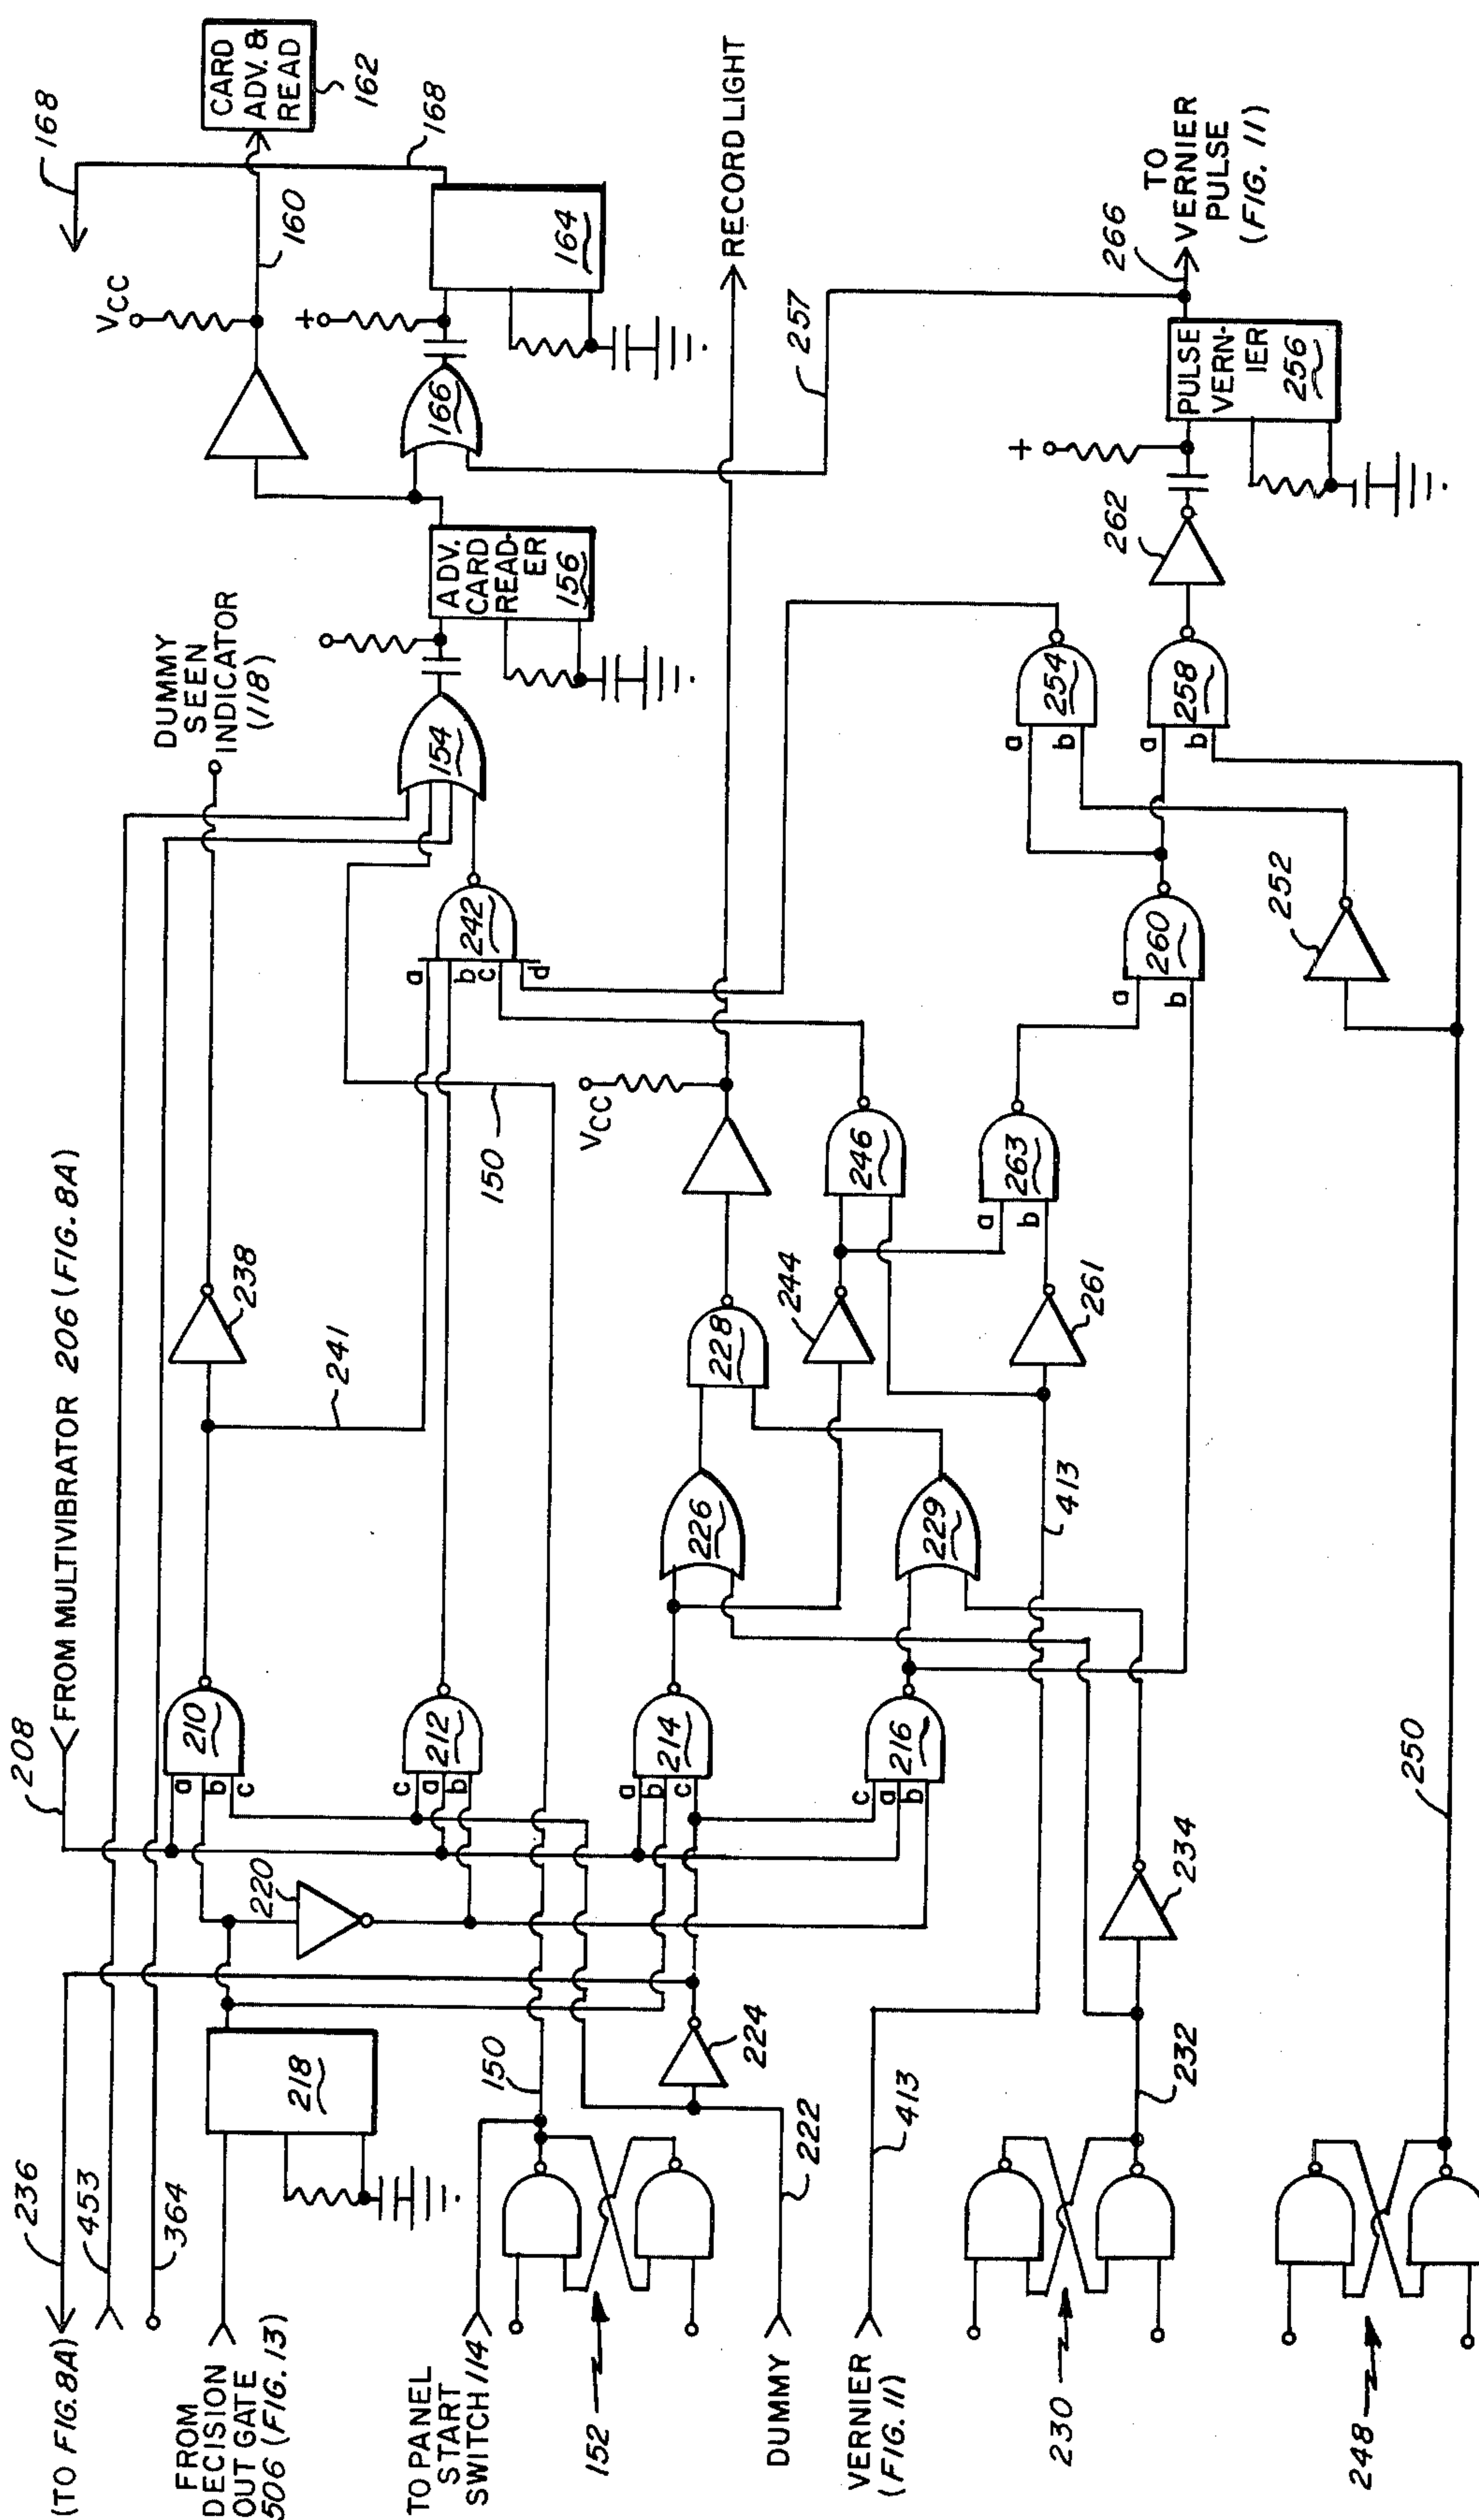 (TO FIG.8A)
236
453
364
208
FROM MULTIVIBRATOR 206 (FIG. 8A)
168
FROM
DECISION
OUT GATE
506 (FIG. 13)
218
220
210
a
b
c
238
241
DUMMY
SEEN
INDICATOR
(118)
VCC
160
CARD
ADV. &
READ
162
168
TO PANEL
START
SWITCH 114
150
152
212
c
a
b
150
242
a
b
c
d
154
ADV.
CARD
READ-
ER
156
+
166
164
DUMMY
222
224
214
a
b
c
226
228
VCC
RECORD LIGHT
VERNIER
(FIG. 11)
413
216
c
a
b
229
244
246
257
230
232
234
413
261
263
a
b
260
a
b
254
a
b
258
a
b
262
+
PULSE
VERN-
IER
256
266
TO
VERNIER
PULSE
(FIG. 11)
248
250
252